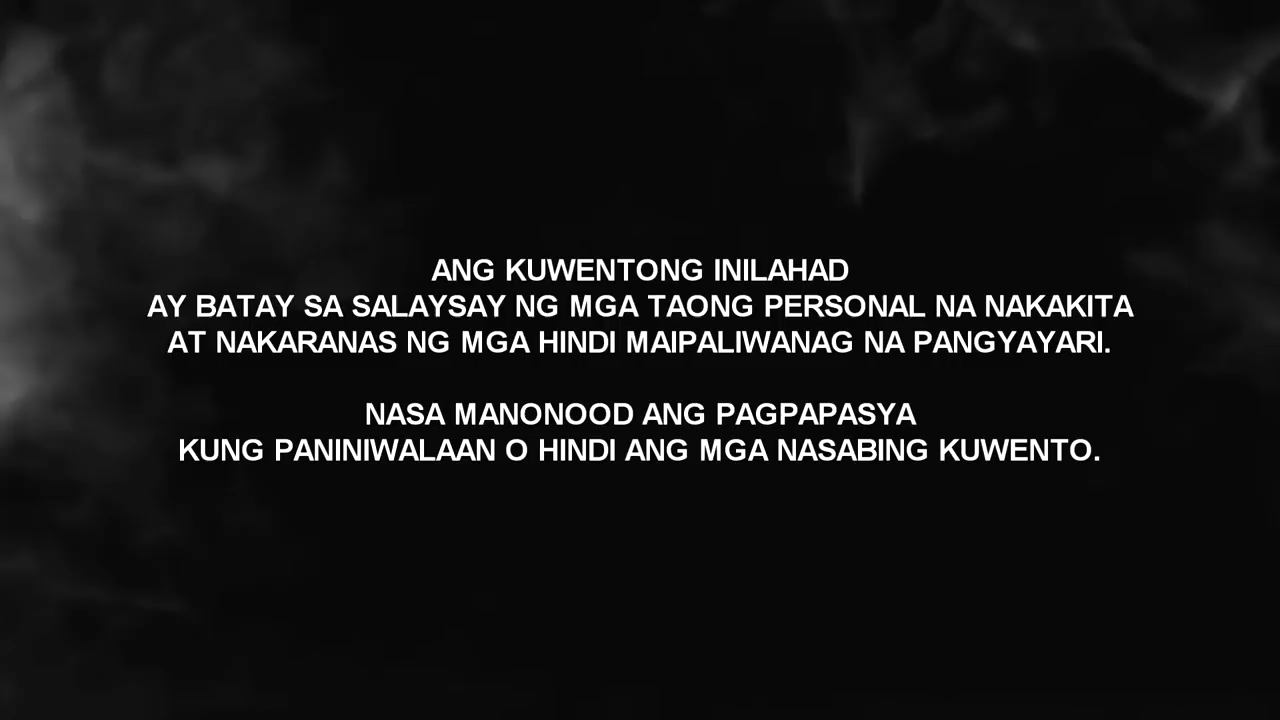 ANG KUWENTONG INILAHAD
AY BATAY SA SALAYSAY NG MGA TAONG PERSONAL NA NAKAKITA
AT NAKARANAS NG MGA HINDI MAIPALIWANAG NA PANGYAYARI.
NASA MANONOOD ANG PAGPAPASYA
KUNG PANINIWALAAN O HINDI ANG MGA NASABING KUWENTO.